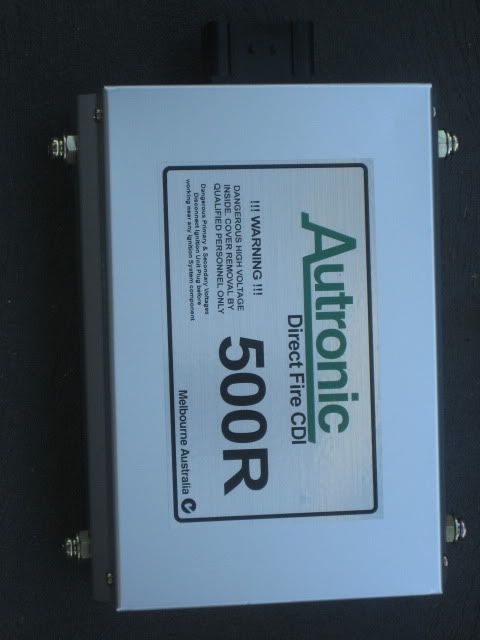 Autronic
Direct Fire CDI
!!! WARNING !!!
DANGEROUS HIGH VOLTAGE
INSIDE, COVER REMOVAL BY
QUALIFIED PERSONNEL ONLY
500R
Dangerous Primary & Secondary Voltages
Disconnect Ignition Unit Plug before
working near any Ignition System component
Melbourne Australia